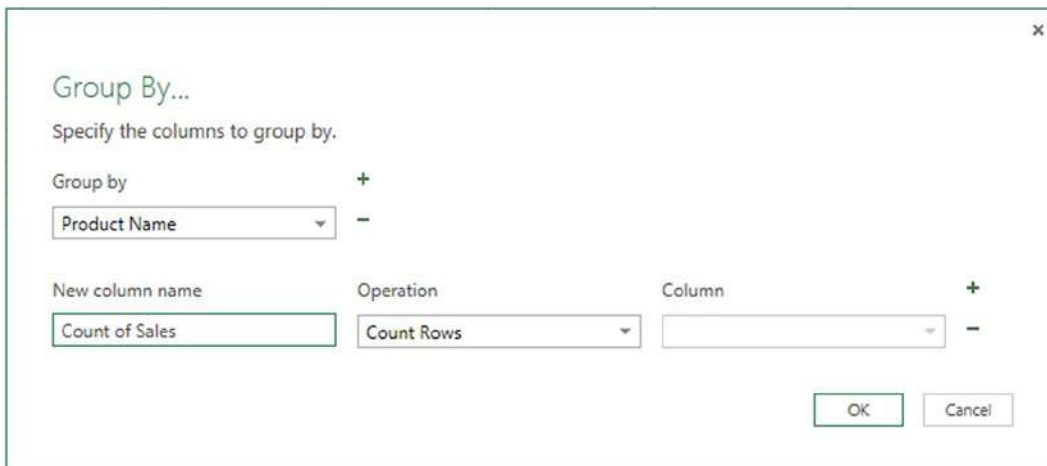 ×
Group By...
Specify the columns to group by.
Group by +
Product Name −
New column name Operation Column +
Count of Sales Count Rows −
OK Cancel